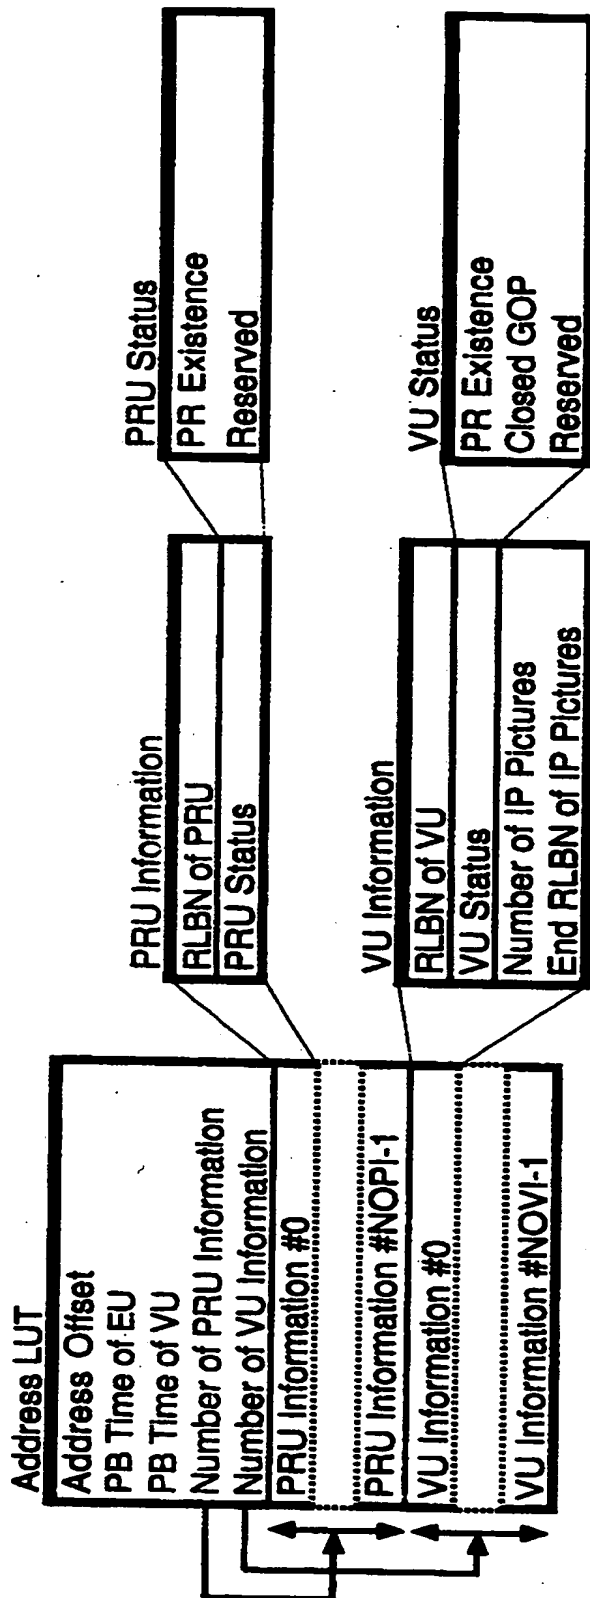 Address LUT
Address Offset
PB Time of EU
PB Time of VU
Number of PRU Information
Number of VU Information
PRU Information #0
PRU Information #NOPI-1
VU Information #0
VU Information #NOVI-1
PRU Information
RLBN of PRU
PRU Status
VU Information
RLBN of VU
VU Status
Number of IP Pictures
End RLBN of IP Pictures
PRU Status
PR Existence
Reserved
VU Status
PR Existence
Closed GOP
Reserved